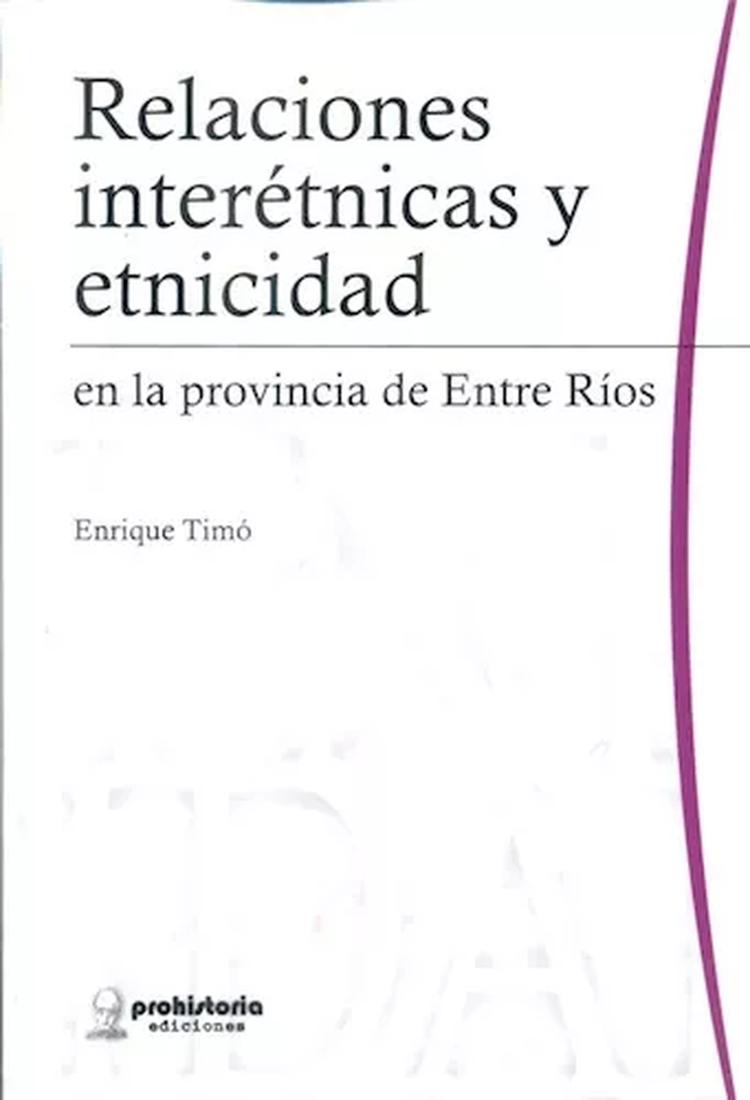 Relaciones
interétnicas y
etnicidad
en la provincia de Entre Ríos
Enrique Timó
prohistoria
ediciones